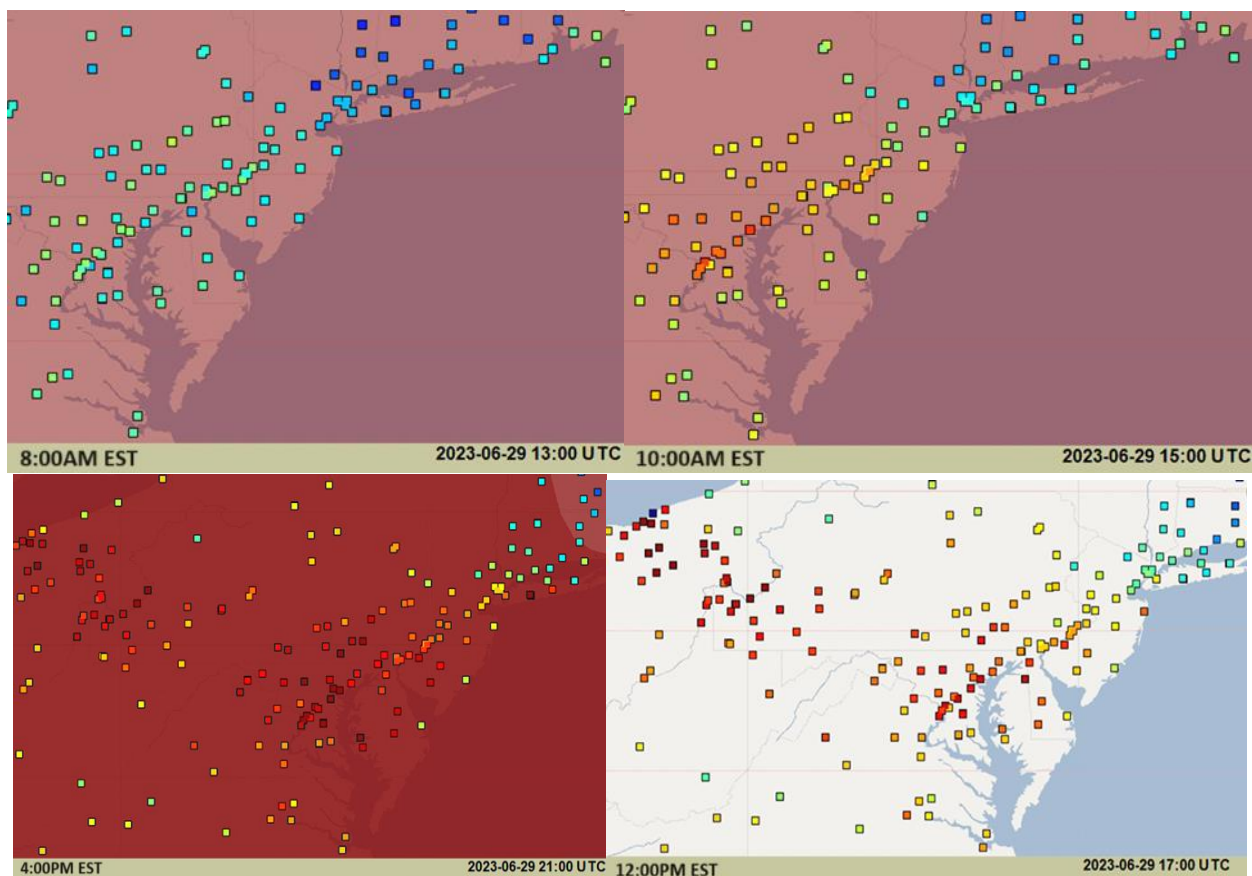 8:00AM EST 2023-06-29 13:00 UTC
10:00AM EST 2023-06-29 15:00 UTC
4:00PM EST 2023-06-29 21:00 UTC
12:00PM EST 2023-06-29 17:00 UTC